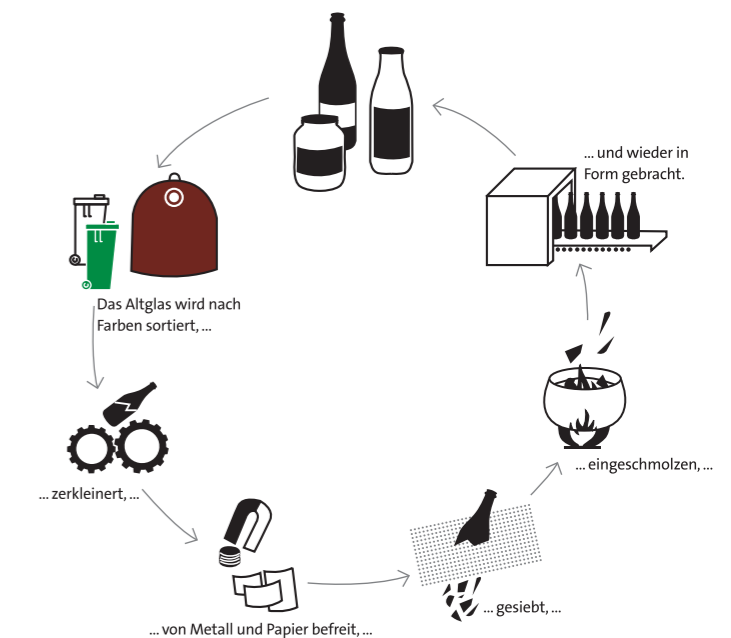 Das Altglas wird nach
Farben sortiert, ...
... zerkleinert, ...
... von Metall und Papier befreit, ...
... gesiebt, ...
... eingeschmolzen, ...
... und wieder in
Form gebracht.